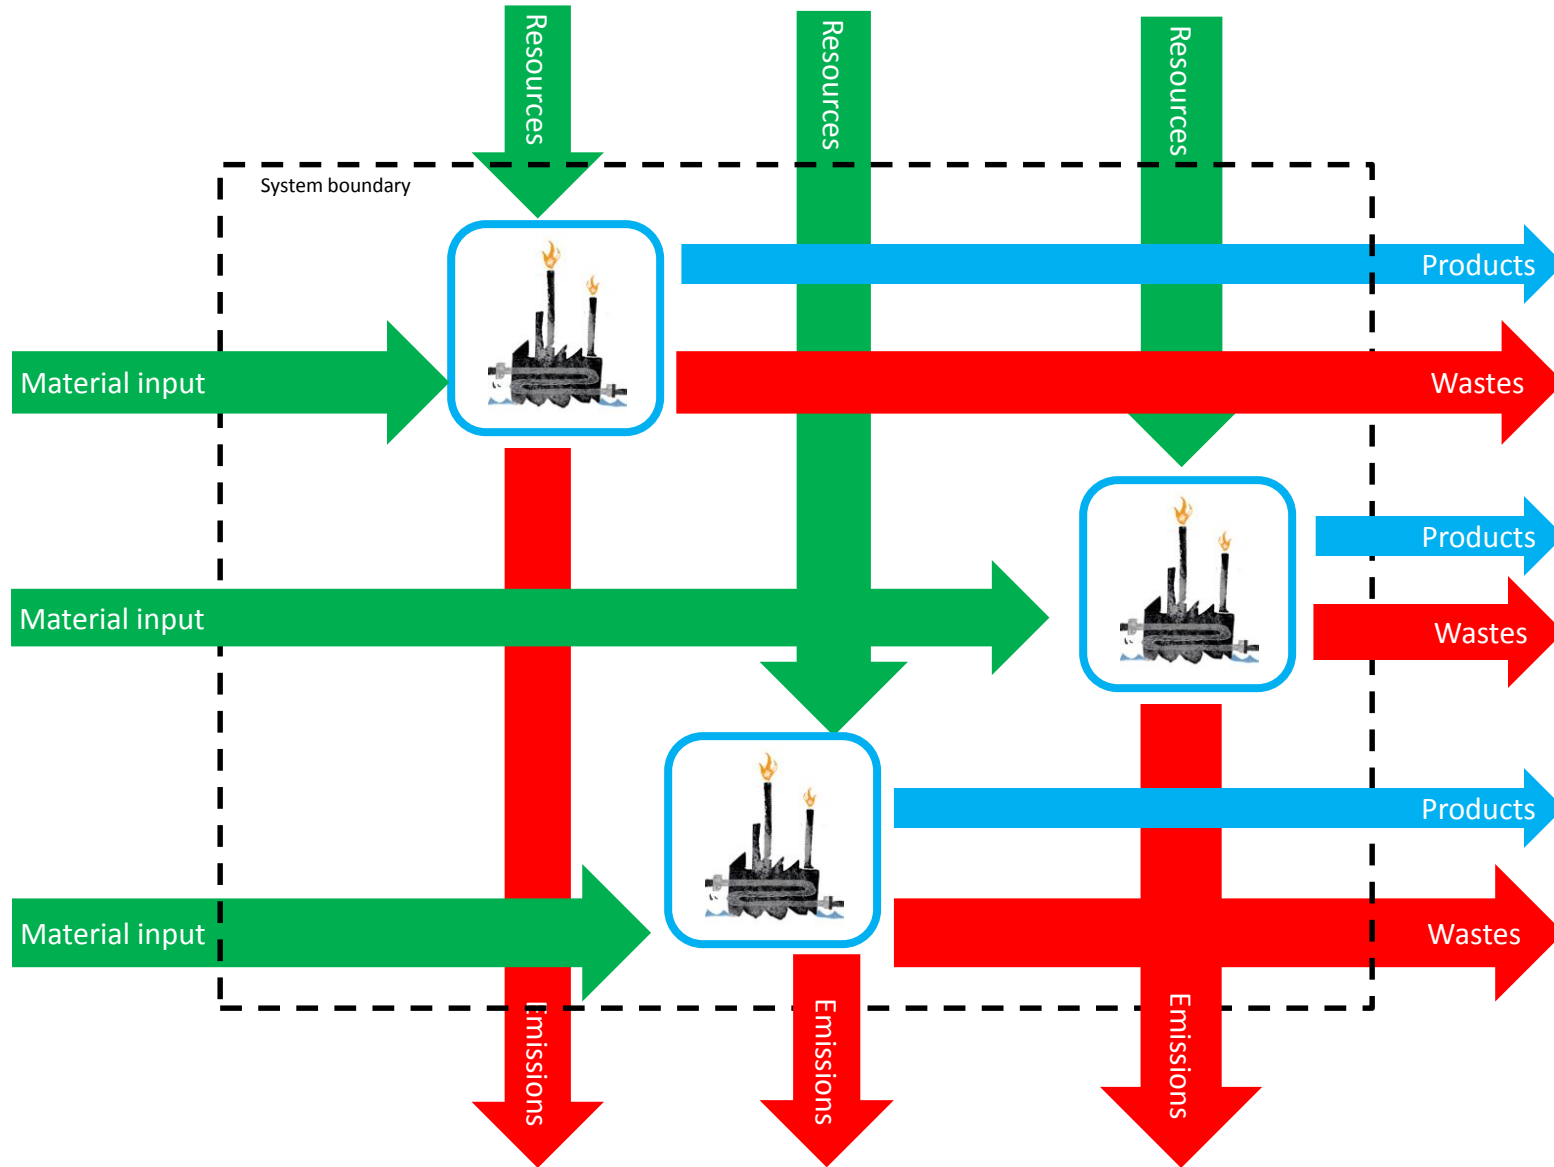 Resources
Resources
Resources
System boundary
Products
Material input
Wastes
Products
Material input
Wastes
Products
Material input
Wastes
Emissions
Emissions
Emissions